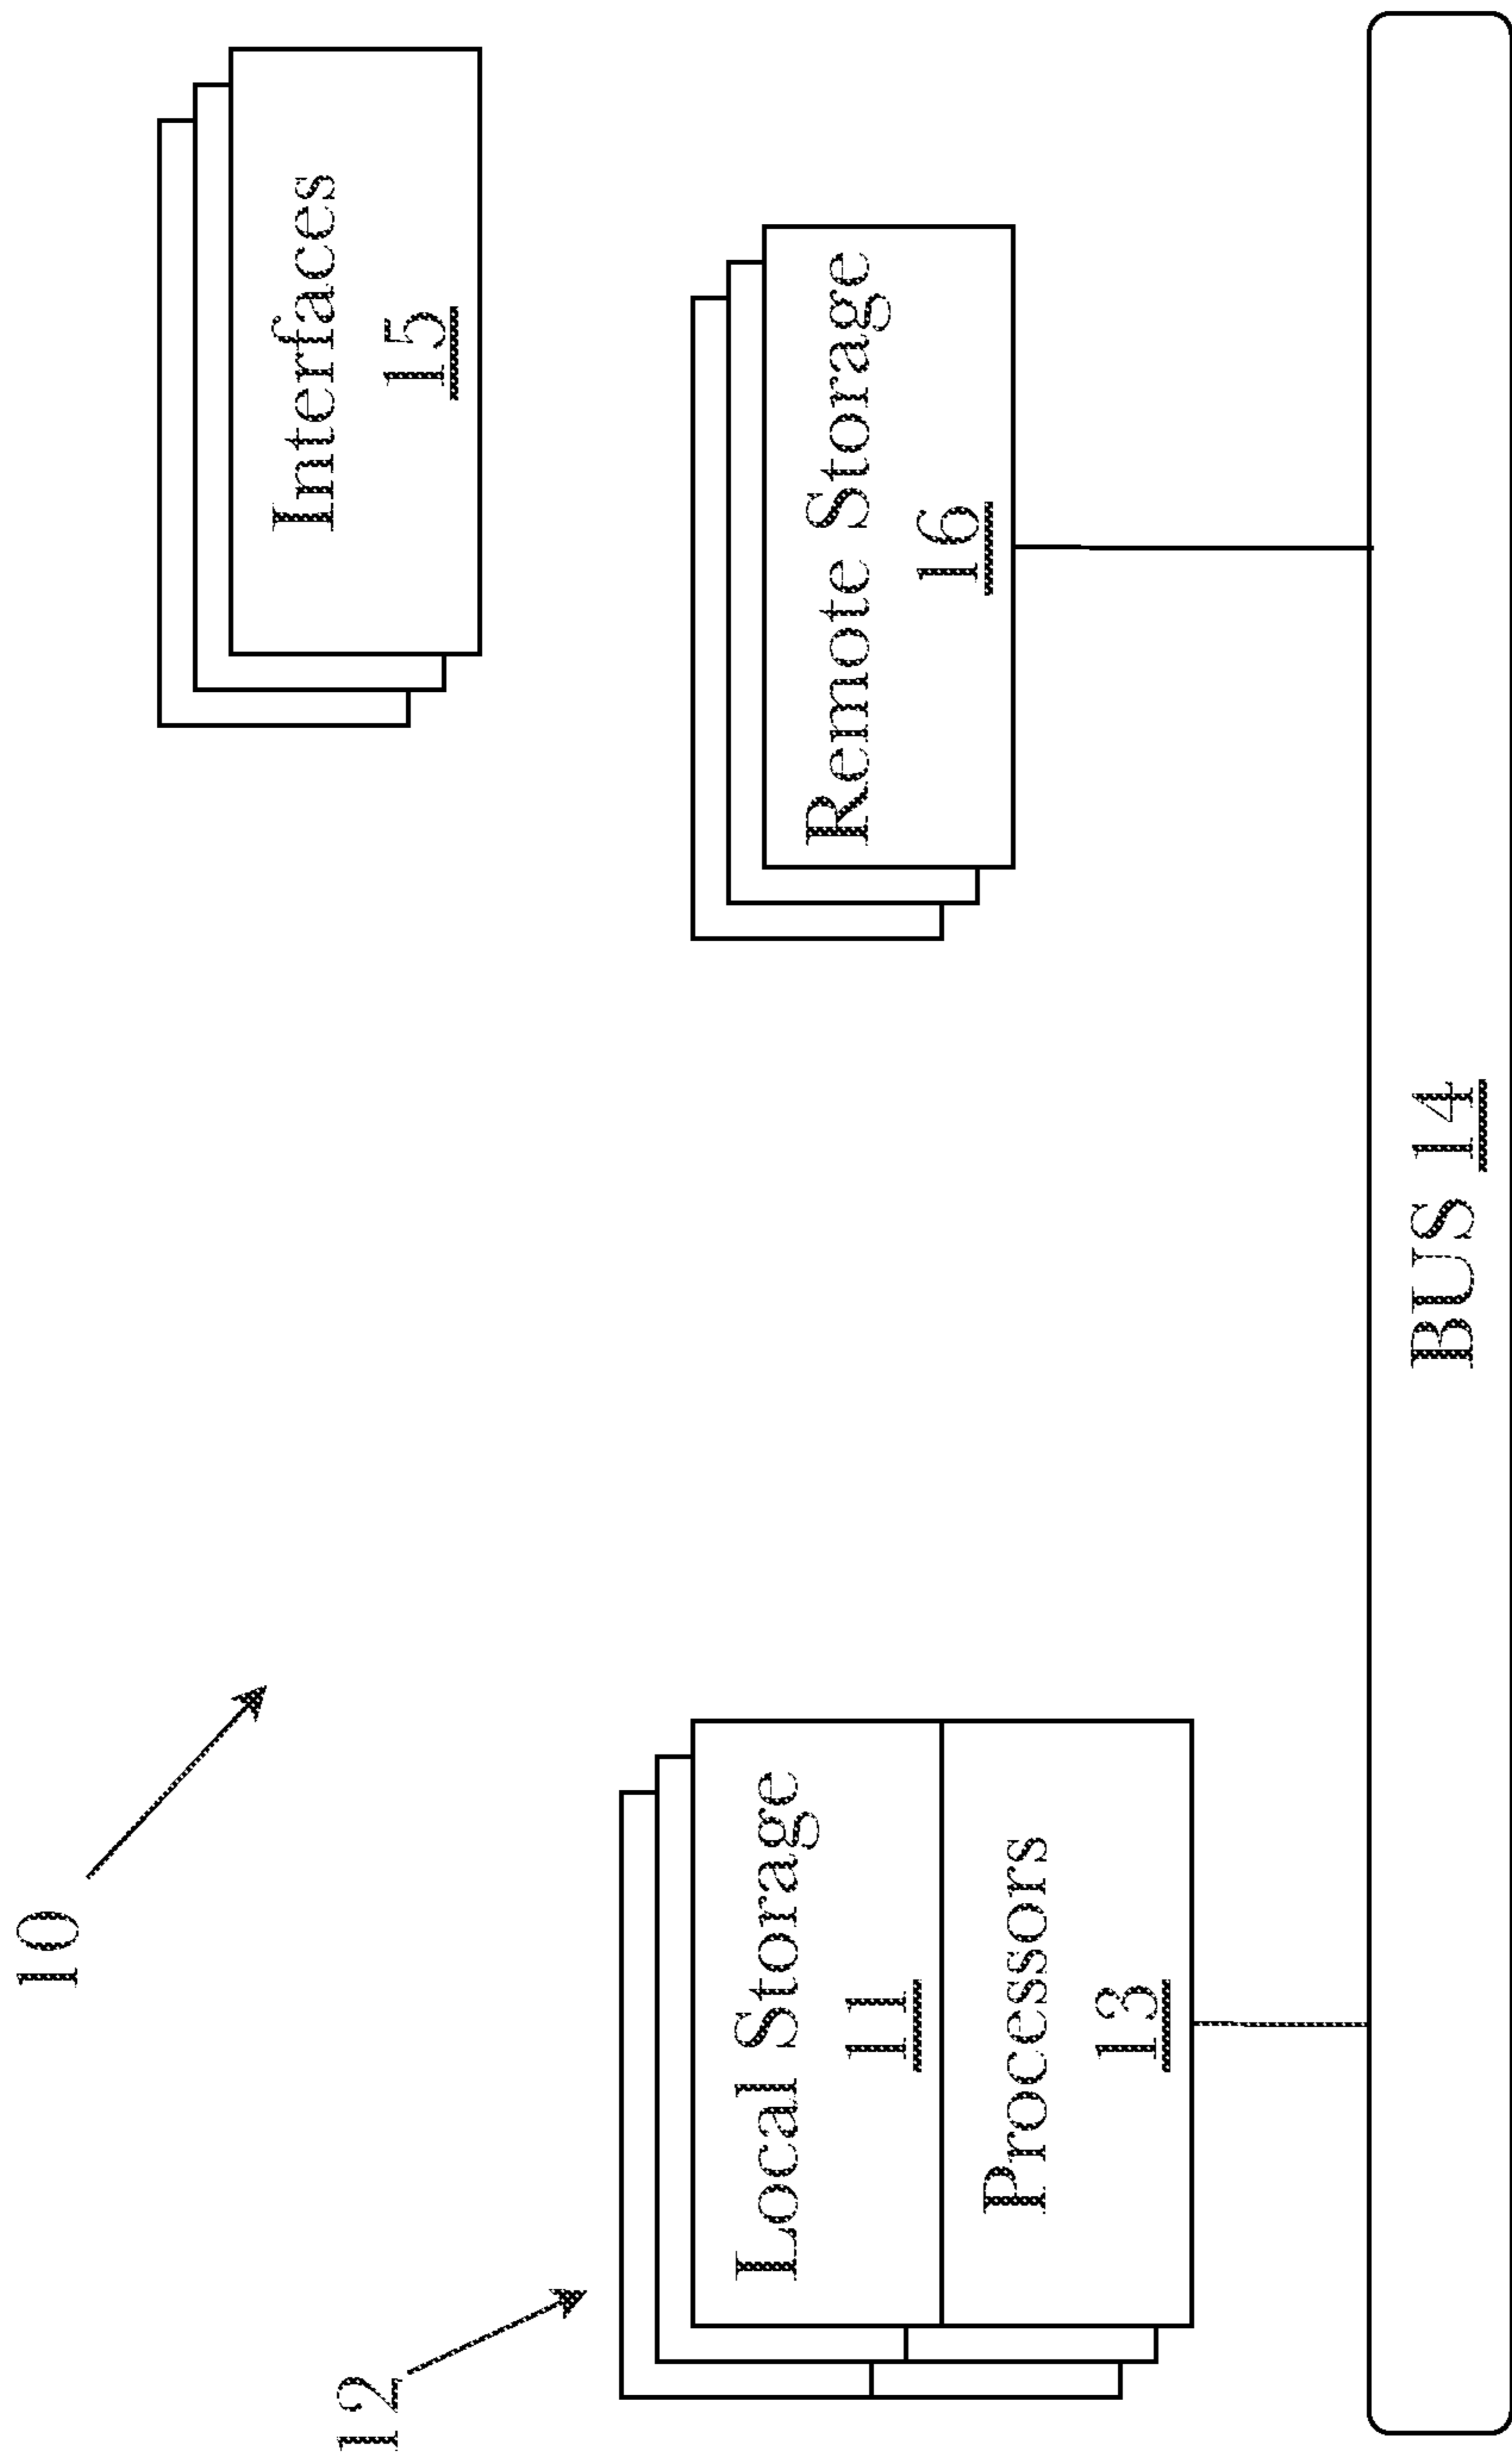 10
12
Local Storage
11
Processors
13
Interfaces
15
Remote Storage
16
BUS 14